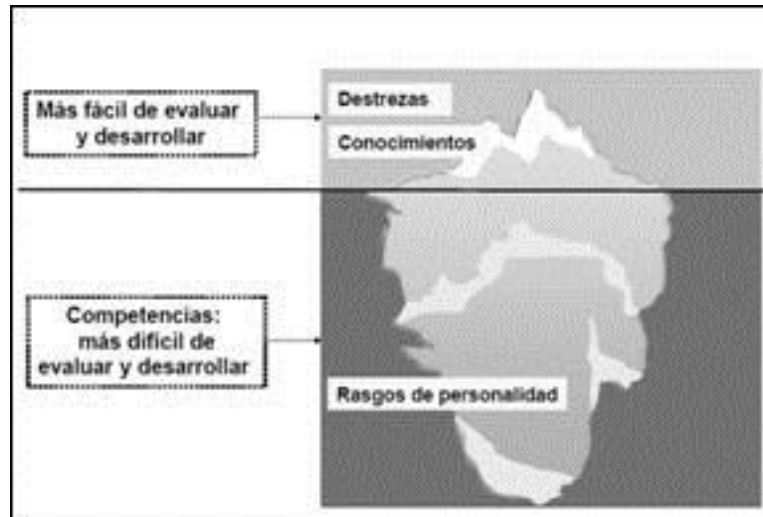 Más fácil de evaluar
y desarrollar
Destrezas
Conocimientos
Competencias:
más difícil de
evaluar y desarrollar
Rasgos de personalidad